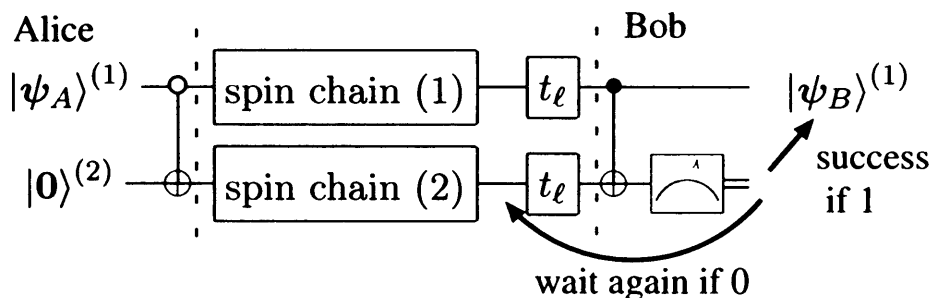 Alice
Bob
|ψ_A⟩^(1)
spin chain (1)
t_ℓ
|ψ_B⟩^(1)
|0⟩^(2)
spin chain (2)
t_ℓ
success
if 1
wait again if 0